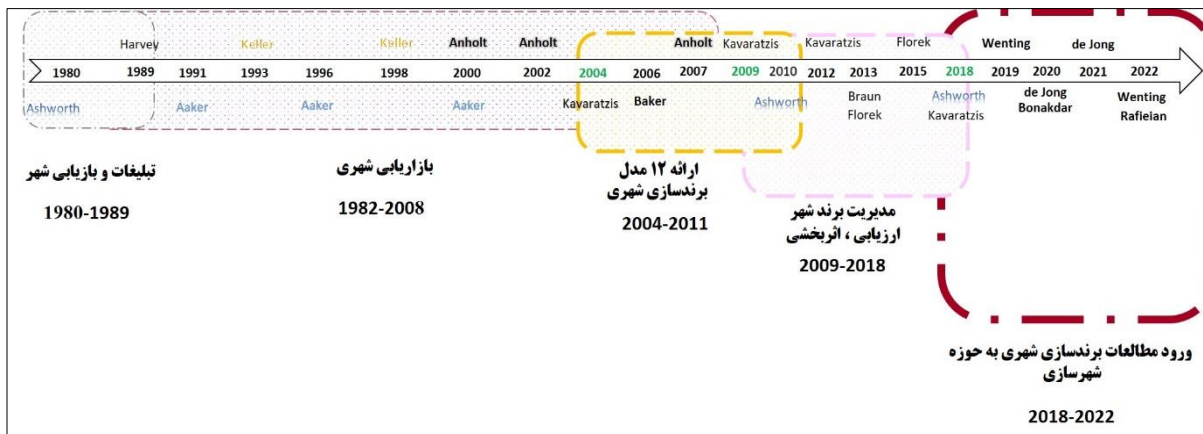 Harvey Keller Keller Anholt Anholt Anholt Kavaratzis Kavaratzis Florek Wenting de Jong
1980 1989 1991 1993 1996 1998 2000 2002 2004 2006 2007 2009 2010 2012 2013 2015 2018 2019 2020 2021 2022
Ashworth Aaker Aaker Aaker Kavaratzis Baker Ashworth Braun Ashworth de Jong Wenting
Florek Kavaratzis Bonakdar Rafieian
تبلیغات و بازیابی شهر
1980-1989
بازاریابی شهری
1982-2008
ارائه ۱۲ مدل
برندسازی شهری
2004-2011
مدیریت برند شهر
ارزیابی ، اثربخشی
2009-2018
ورود مطالعات برندسازی شهری به حوزه
شهرسازی
2018-2022